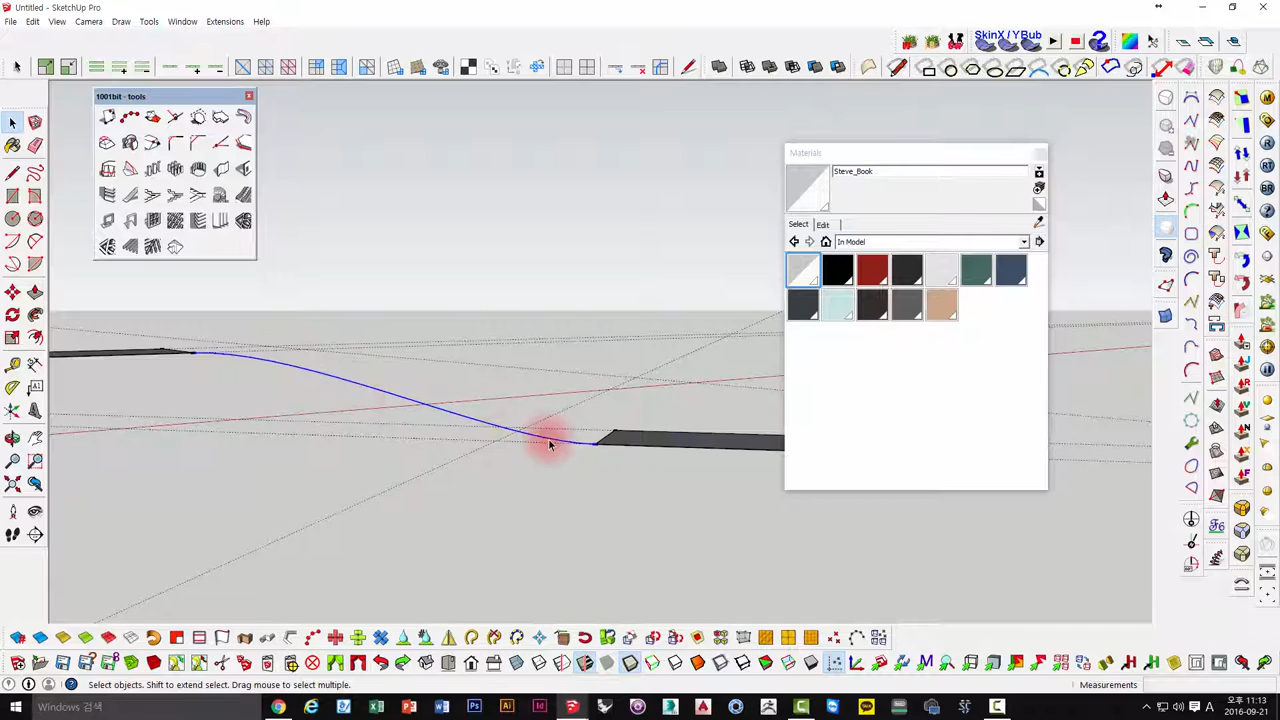 Untitled - SketchUp Pro
File Edit View Camera Draw Tools Window Extensions Help
SkinX / YBub
1001bit - tools
Materials
Steve_Book
Select Edit
In Model
Select objects. Shift to extend select. Drag mouse to select multiple.
Measurements
Windows 검색
오후 11:13
2016-09-21